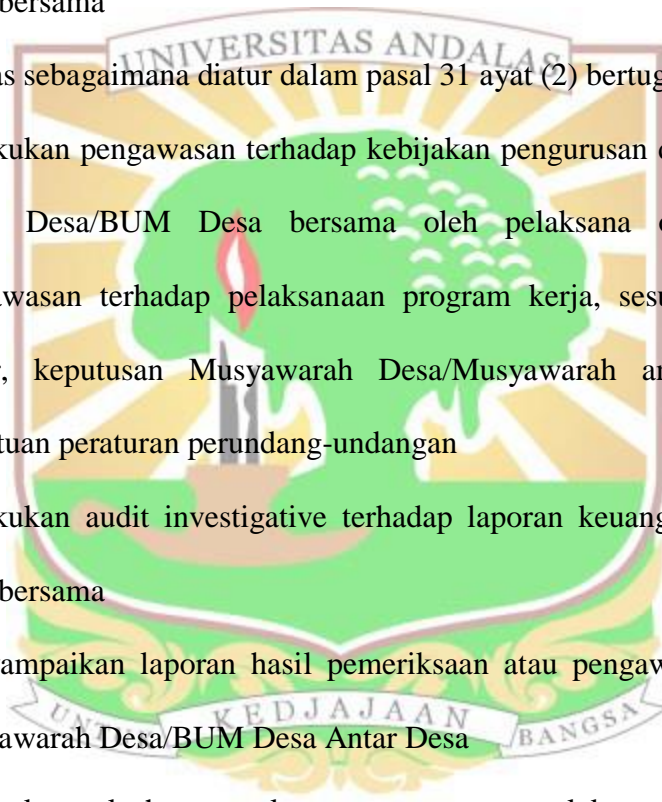 bersama
UNIVERSITAS ANDALAS
as sebagaimana diatur dalam pasal 31 ayat (2) bertug
kukan pengawasan terhadap kebijakan pengurusan
Desa/BUM Desa bersama oleh pelaksana
awasan terhadap pelaksanaan program kerja, sesu
, keputusan Musyawarah Desa/Musyawarah an
tuan peraturan perundang-undangan
kukan audit investigative terhadap laporan keuang
bersama
ampaikan laporan hasil pemeriksaan atau pengaw
UNTUK KEDJAJAAN BANGSA
awarah Desa/BUM Desa Antar Desa